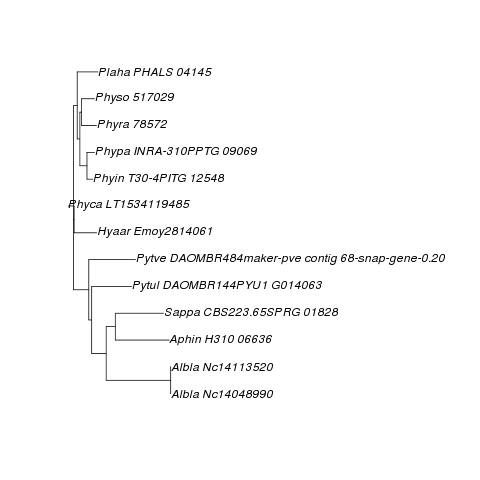 Plaha PHALS 04145
Physo 517029
Phyra 78572
Phypa INRA-310PPTG 09069
Phyin T30-4PITG 12548
Phyca LT1534119485
Hyaar Emoy2814061
Pytve DAOMBR484maker-pve contig 68-snap-gene-0.20
Pytul DAOMBR144PYU1 G014063
Sappa CBS223.65SPRG 01828
Aphin H310 06636
Albla Nc14113520
Albla Nc14048990